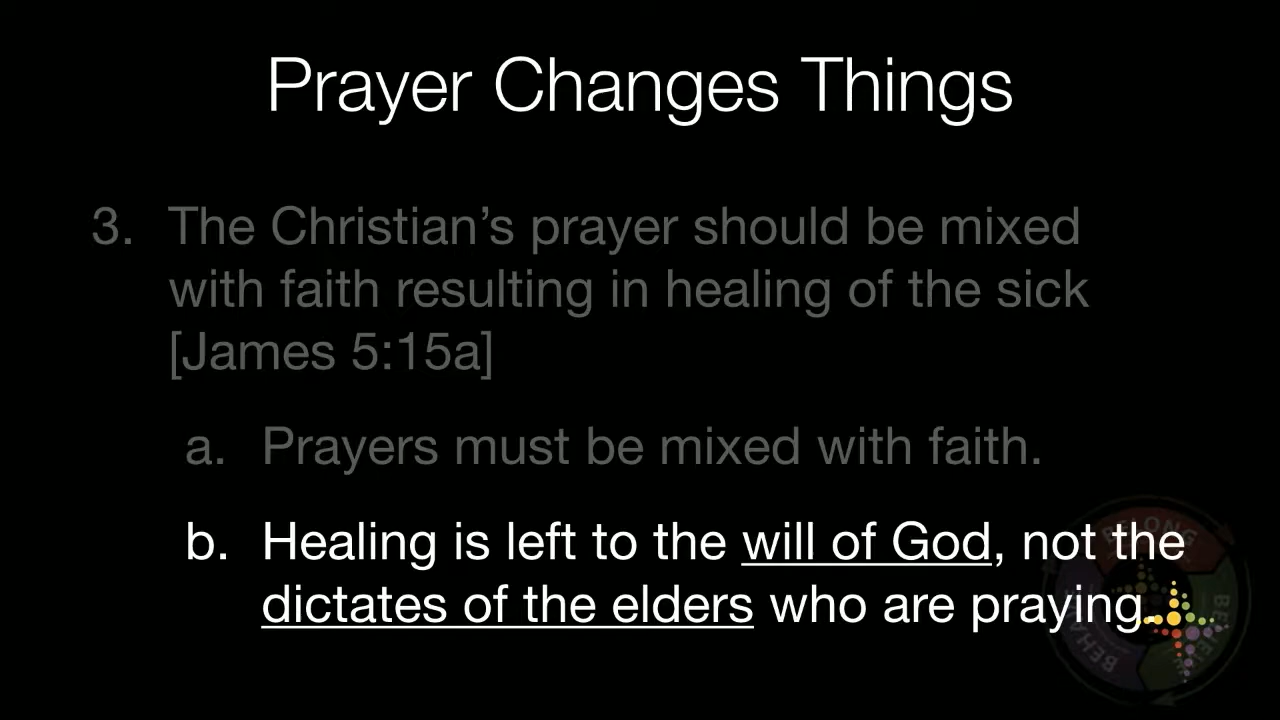 Prayer Changes Things
3. The Christian’s prayer should be mixed
with faith resulting in healing of the sick
[James 5:15a]
a. Prayers must be mixed with faith.
b. Healing is left to the will of God, not the
dictates of the elders who are praying.
BELONG